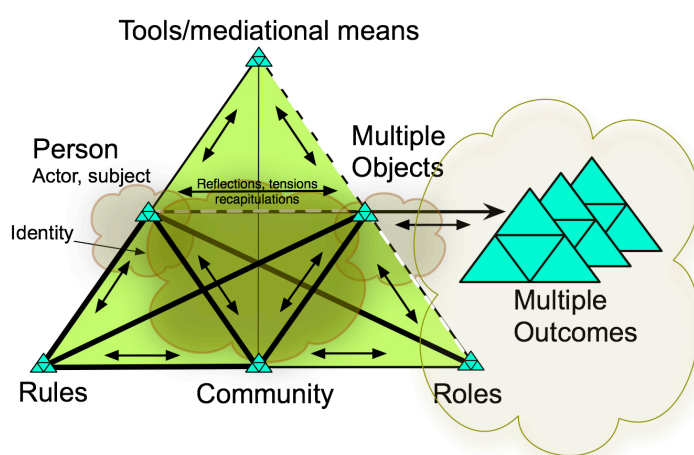 Tools/mediational means
Person
Actor, subject
Multiple
Objects
Reflections, tensions
recapitulations
Identity
Multiple
Outcomes
Rules
Community
Roles